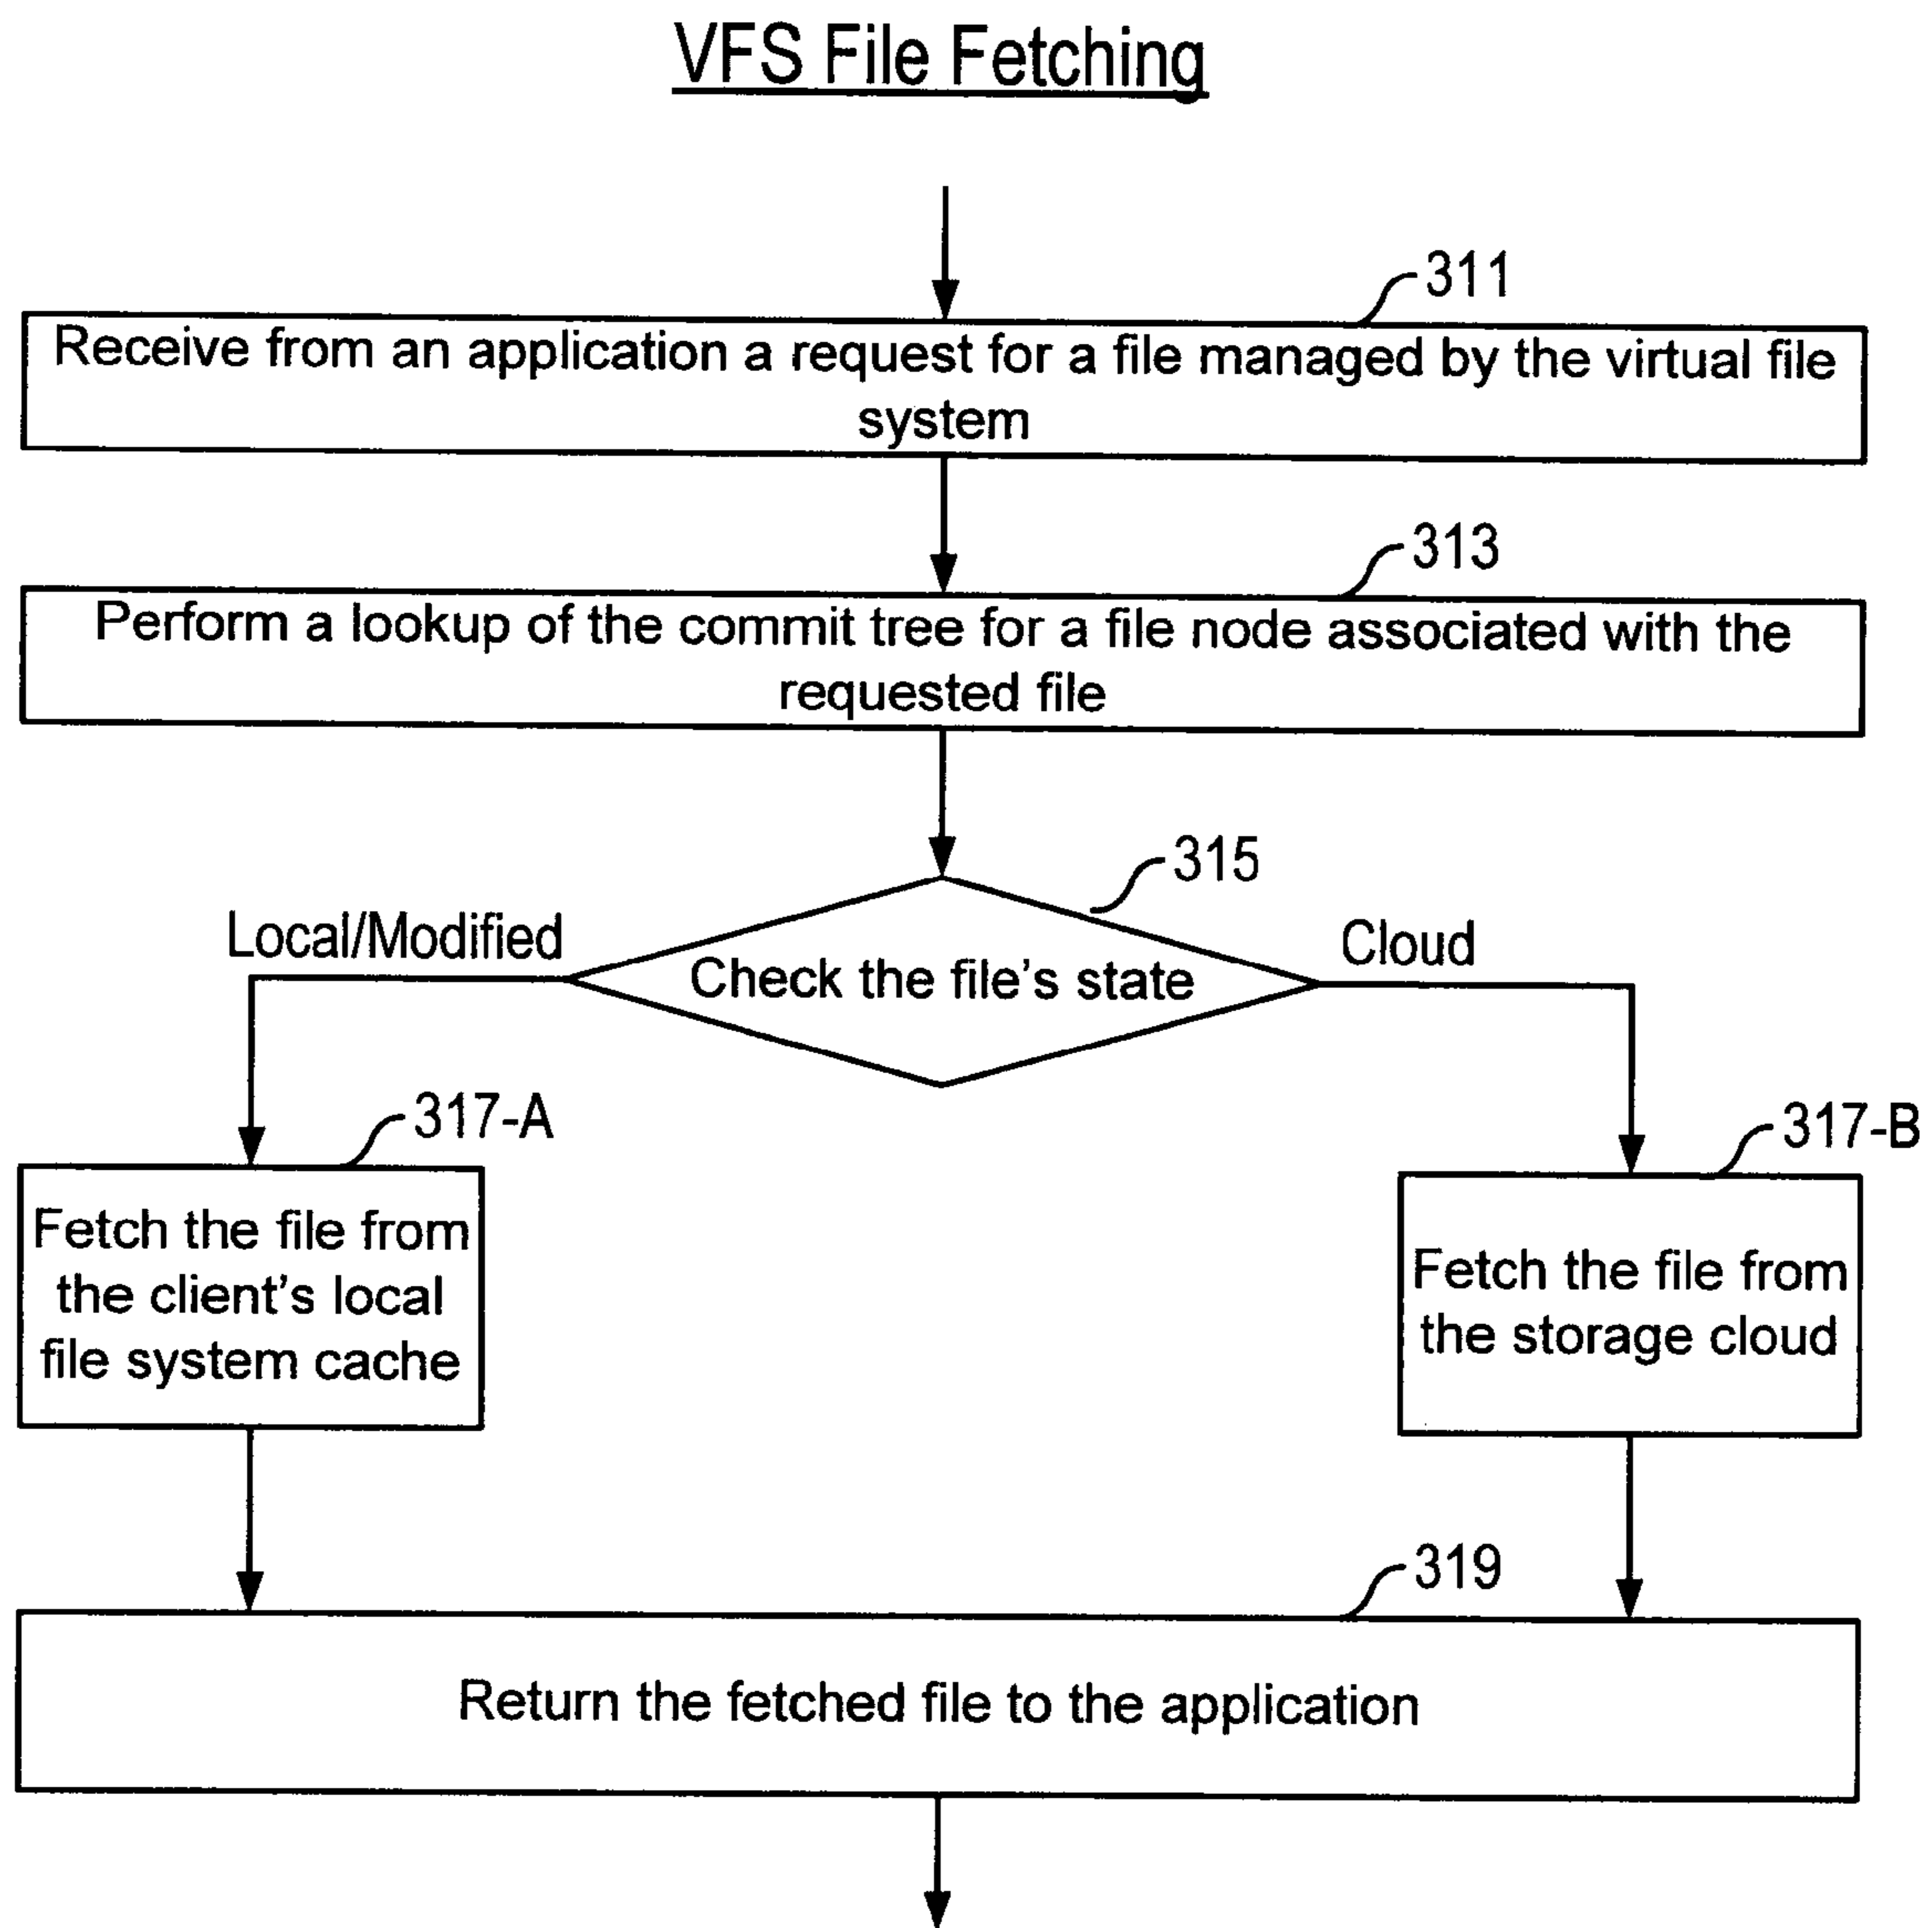 VFS File Fetching
311
Receive from an application a request for a file managed by the virtual file
system
313
Perform a lookup of the commit tree for a file node associated with the
requested file
315
Local/Modified
Check the file's state
Cloud
317-A
317-B
Fetch the file from
the client's local
file system cache
Fetch the file from
the storage cloud
319
Return the fetched file to the application